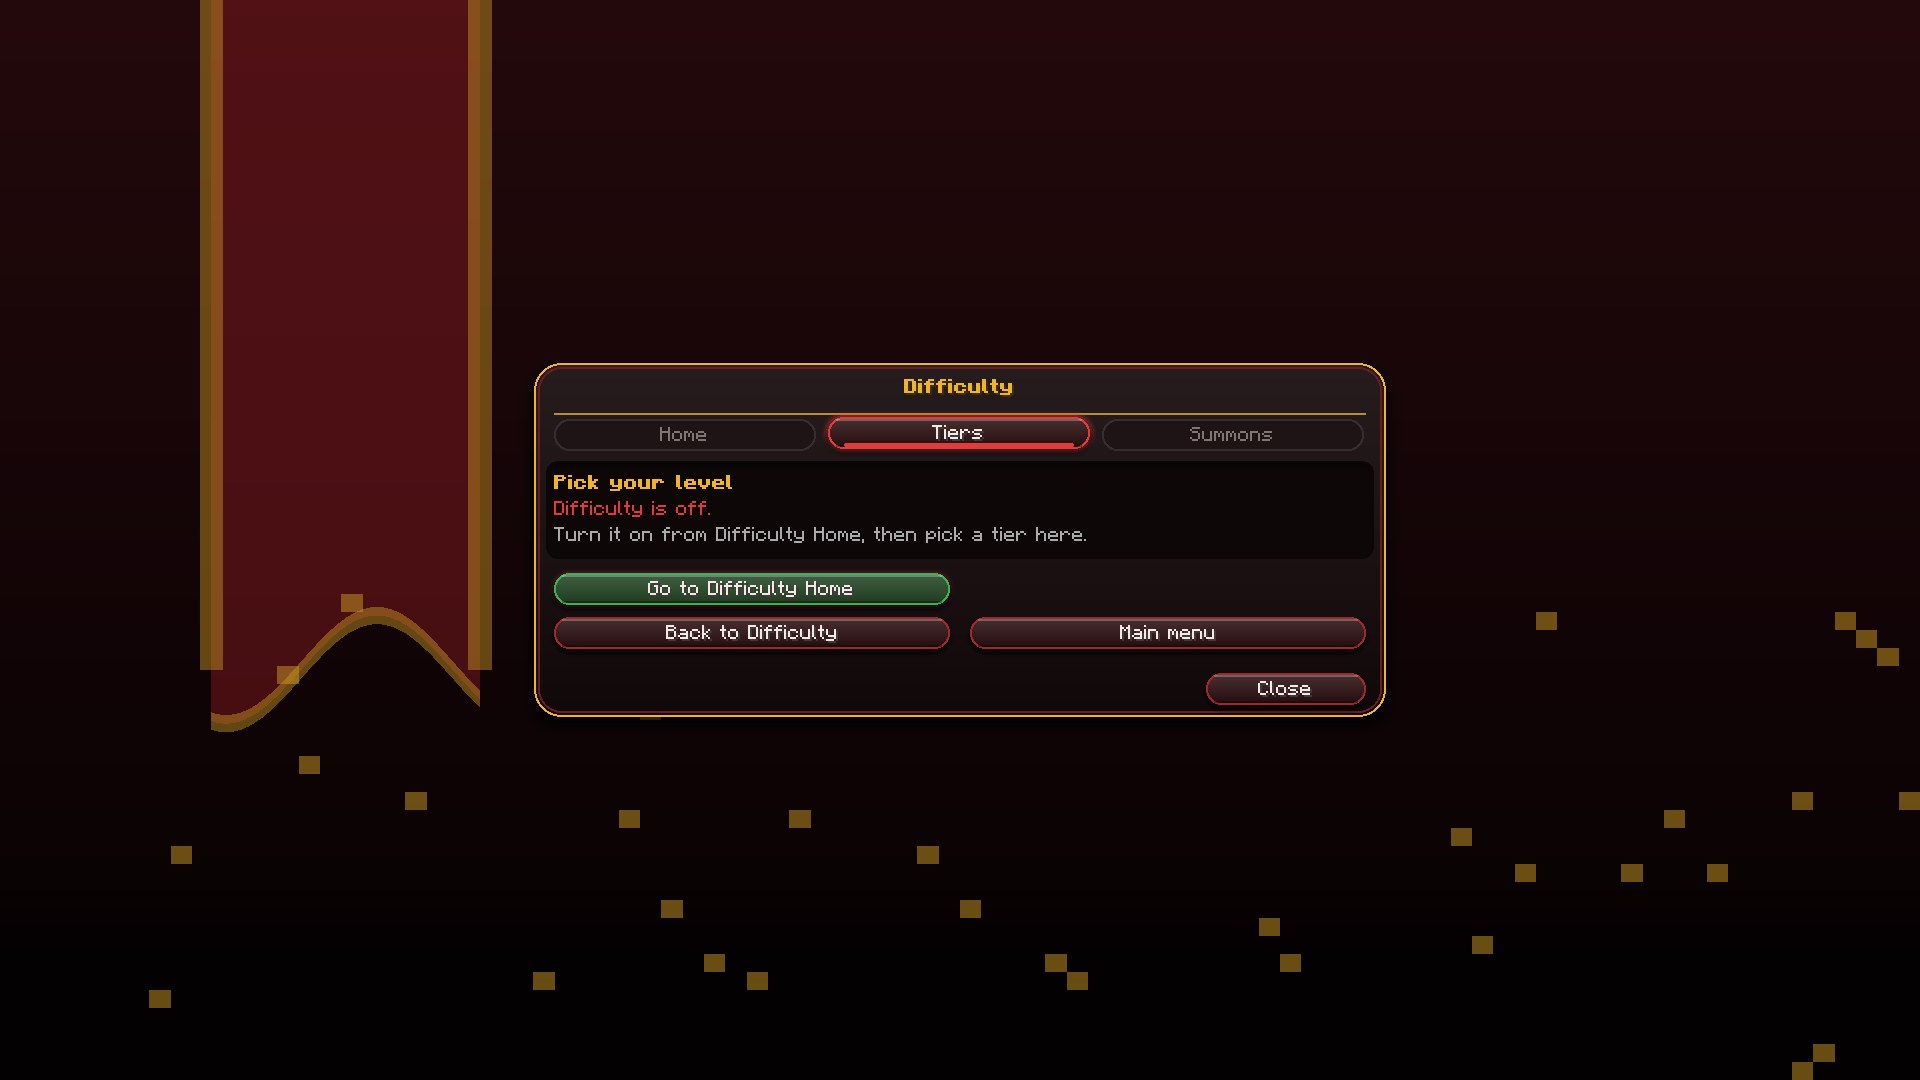 Difficulty
Home
Tiers
Summons
Pick your level
Difficulty is off.
Turn it on from Difficulty Home, then pick a tier here.
Go to Difficulty Home
Back to Difficulty
Main menu
Close